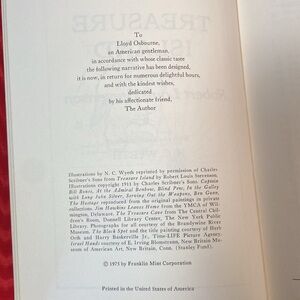 To
Lloyd Osbourne,
an American gentleman,
in accordance with whose classic taste
the following narrative has been designed,
it is now, in return for numerous delightful hours,
and with the kindest wishes,
dedicated
by his affectionate friend,
The Author
Illustrations by N. C. Wyeth reprinted by permission of Charles
Scribner's Sons from Treasure Island by Robert Louis Stevenson,
Illustrations copyright 1911 by Charles Scribner's Sons. Captain
Bill Bones, At the Admiral Benbow, Blind Pew, In the Galley
with Long John Silver, Serving Out the Weapons, Ben Gunn,
The Hostage reproduced from the original paintings in private
collections. Jim Hawkins Leaves Home from the YMCA of Wil-
mington, Delaware. The Treasure Cave from the Central Chil-
dren's Room, Donnell Library Center, The New York Public
Library. Photographs for all courtesy of the Brandywine River
Museum. The Black Spot and the title painting courtesy of Herb
Orth and Harry Baskerville Jr., Time-LIFE Picture Agency.
Israel Hands courtesy of E. Irving Blomstrann, New Britain Mu-
seum of American Art, New Britain, Conn. (Stanley Fund).
© 1975 by Franklin Mint Corporation
Printed in the United States of America